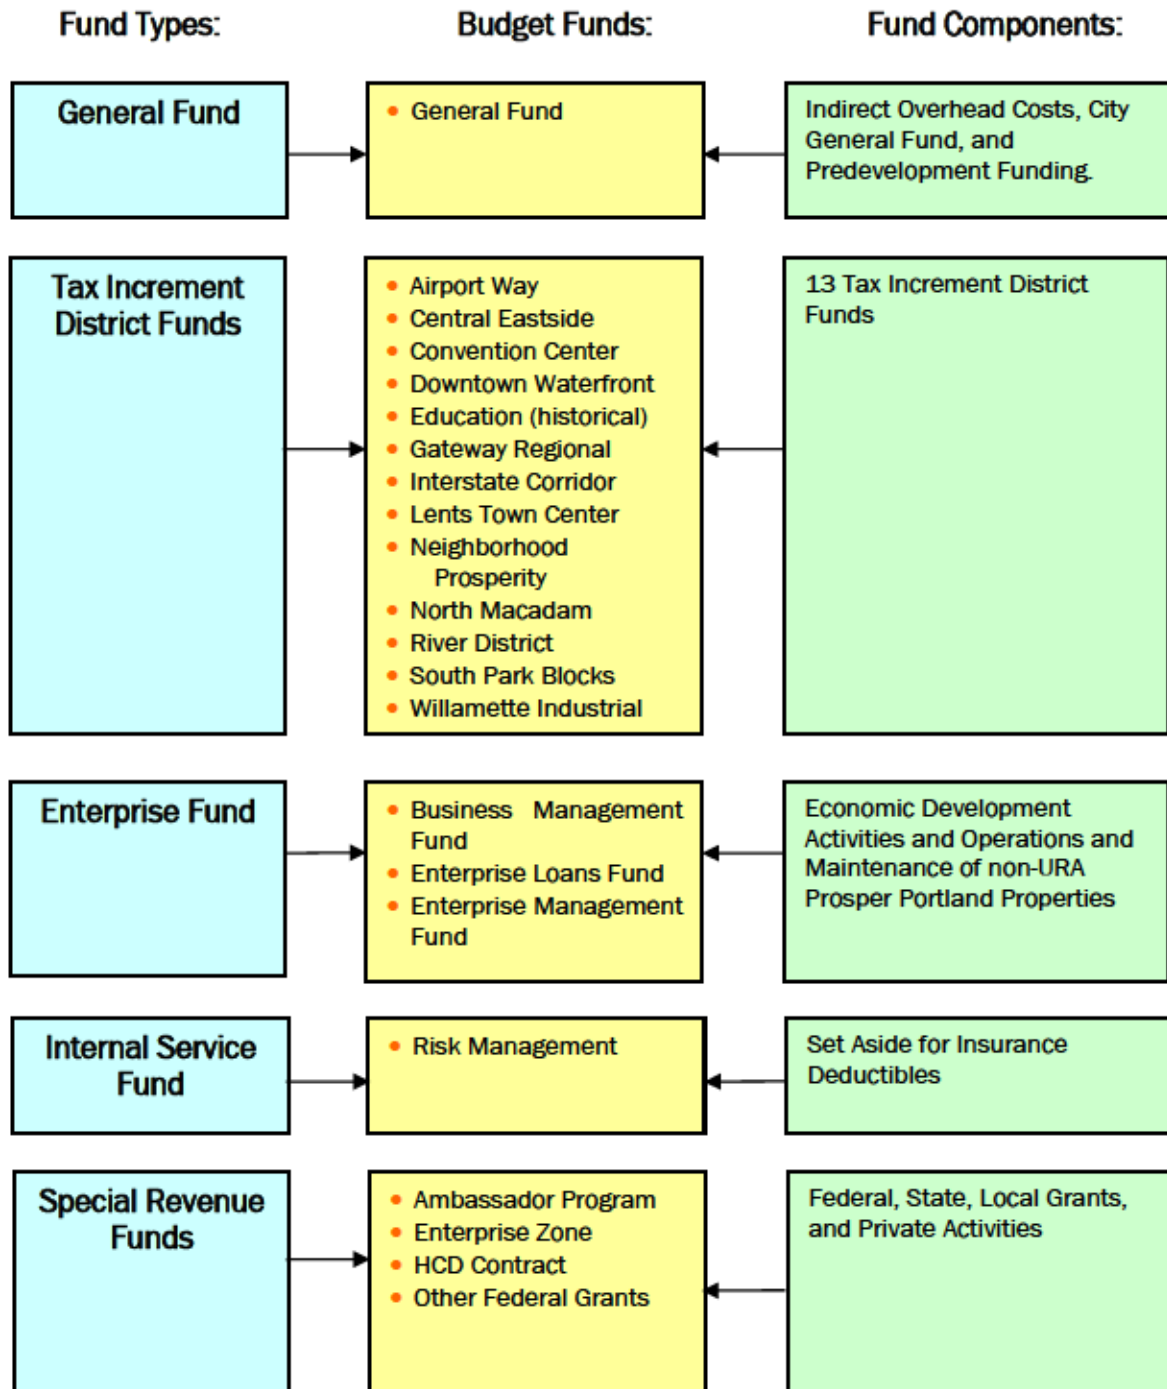 Fund Types:
Budget Funds:
Fund Components:
General Fund
• General Fund
Indirect Overhead Costs, City
General Fund, and
Predevelopment Funding.
Tax Increment
District Funds
• Airport Way
• Central Eastside
• Convention Center
• Downtown Waterfront
• Education (historical)
• Gateway Regional
• Interstate Corridor
• Lents Town Center
• Neighborhood
Prosperity
• North Macadam
• River District
• South Park Blocks
• Willamette Industrial
13 Tax Increment District
Funds
Enterprise Fund
• Business Management
Fund
• Enterprise Loans Fund
• Enterprise Management
Fund
Economic Development
Activities and Operations and
Maintenance of non-URA
Prosper Portland Properties
Internal Service
Fund
• Risk Management
Set Aside for Insurance
Deductibles
Special Revenue
Funds
• Ambassador Program
• Enterprise Zone
• HCD Contract
• Other Federal Grants
Federal, State, Local Grants,
and Private Activities